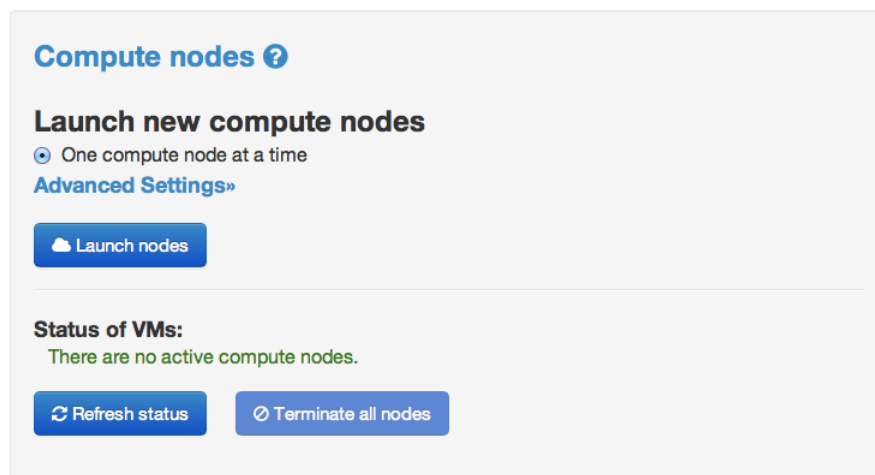 Compute nodes ?
Launch new compute nodes
One compute node at a time
Advanced Settings»
Launch nodes
Status of VMs:
There are no active compute nodes.
Refresh status
Terminate all nodes